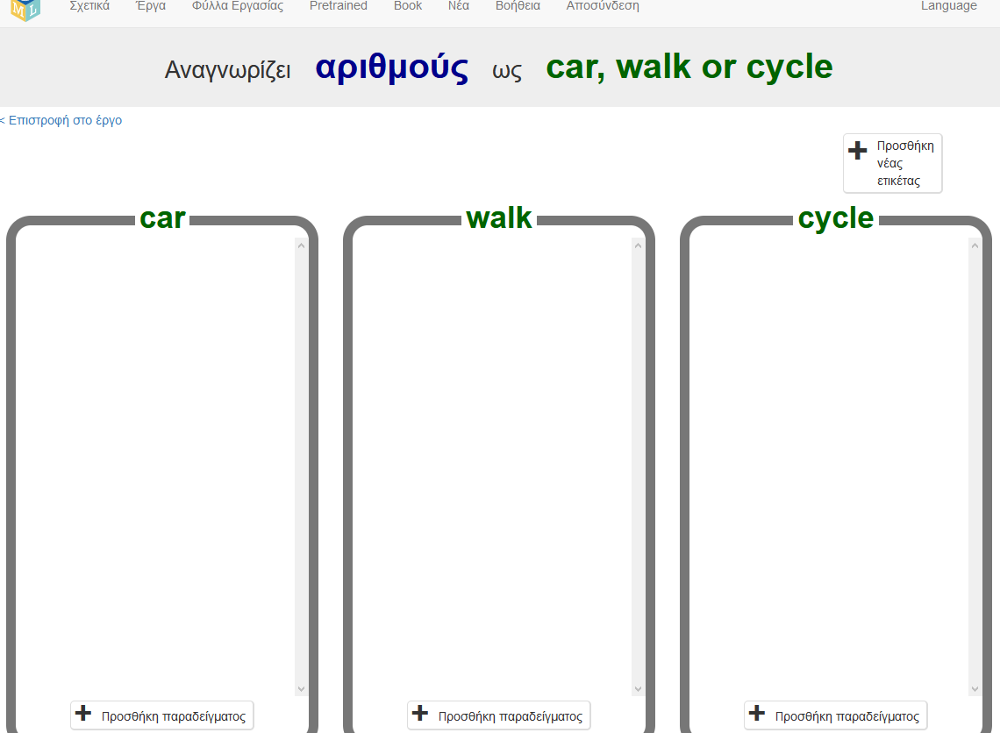 ML
Σχετικά Έργα Φύλλα Εργασίας Pretrained Book Νέα Βοήθεια Αποσύνδεση Language
Αναγνωρίζει αριθμούς ως car, walk or cycle
< Επιστροφή στο έργο
Προσθήκη
νέας
ετικέτας
car walk cycle
Προσθήκη παραδείγματος Προσθήκη παραδείγματος Προσθήκη παραδείγματος